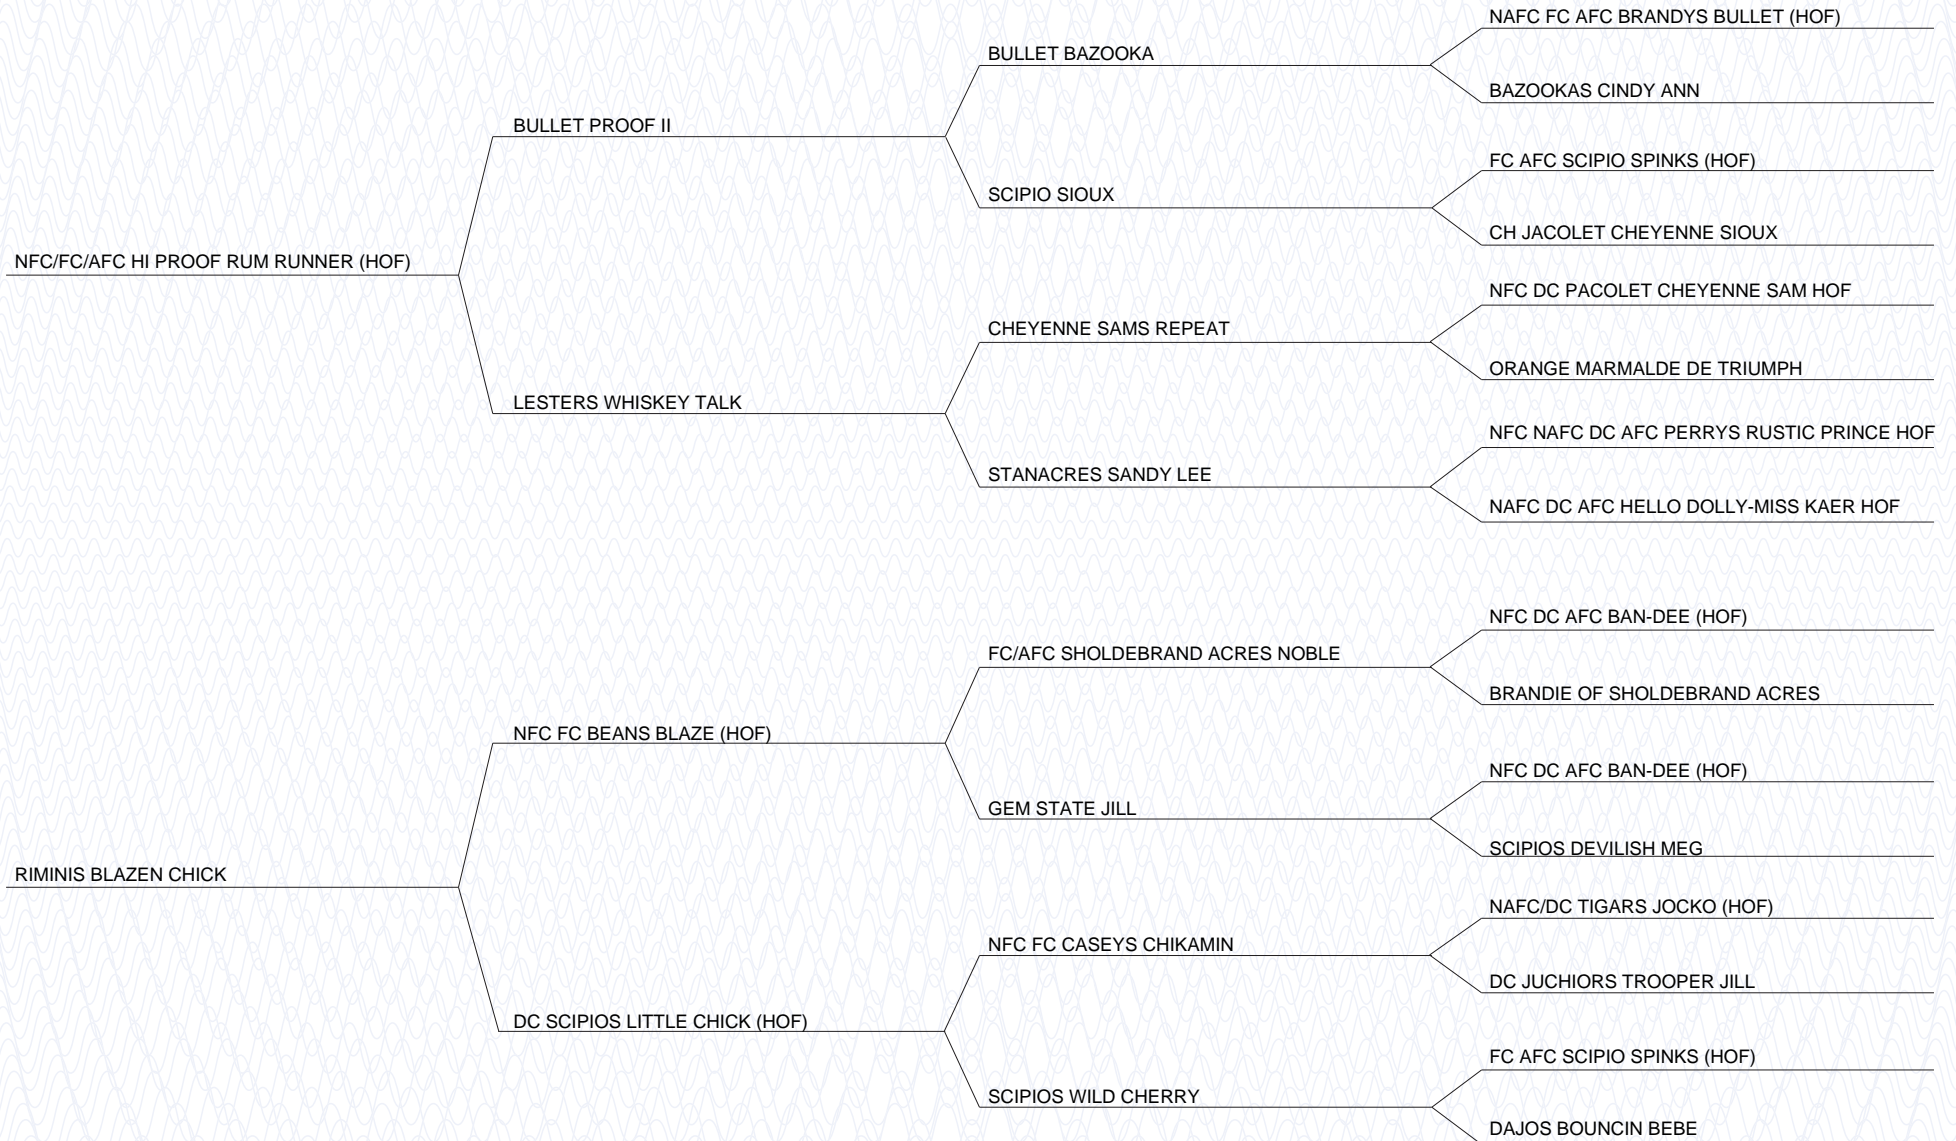 NAFC FC AFC BRANDYS BULLET (HOF)
BULLET BAZOOKA
BAZOOKAS CINDY ANN
BULLET PROOF II
FC AFC SCIPIO SPINKS (HOF)
SCIPIO SIOUX
CH JACOLET CHEYENNE SIOUX
NFC/FC/AFC HI PROOF RUM RUNNER (HOF)
NFC DC PACOLET CHEYENNE SAM HOF
CHEYENNE SAMS REPEAT
ORANGE MARMALDE DE TRIUMPH
LESTERS WHISKEY TALK
NFC NAFC DC AFC PERRYS RUSTIC PRINCE HOF
STANACRES SANDY LEE
NAFC DC AFC HELLO DOLLY-MISS KAER HOF
NFC DC AFC BAN-DEE (HOF)
FC/AFC SHOLDEBRAND ACRES NOBLE
BRANDIE OF SHOLDEBRAND ACRES
NFC FC BEANS BLAZE (HOF)
NFC DC AFC BAN-DEE (HOF)
GEM STATE JILL
SCIPIOS DEVILISH MEG
RIMINIS BLAZEN CHICK
NAFC/DC TIGARS JOCKO (HOF)
NFC FC CASEYS CHIKAMIN
DC JUCHIORS TROOPER JILL
DC SCIPIOS LITTLE CHICK (HOF)
FC AFC SCIPIO SPINKS (HOF)
SCIPIOS WILD CHERRY
DAJOS BOUNCIN BEBE